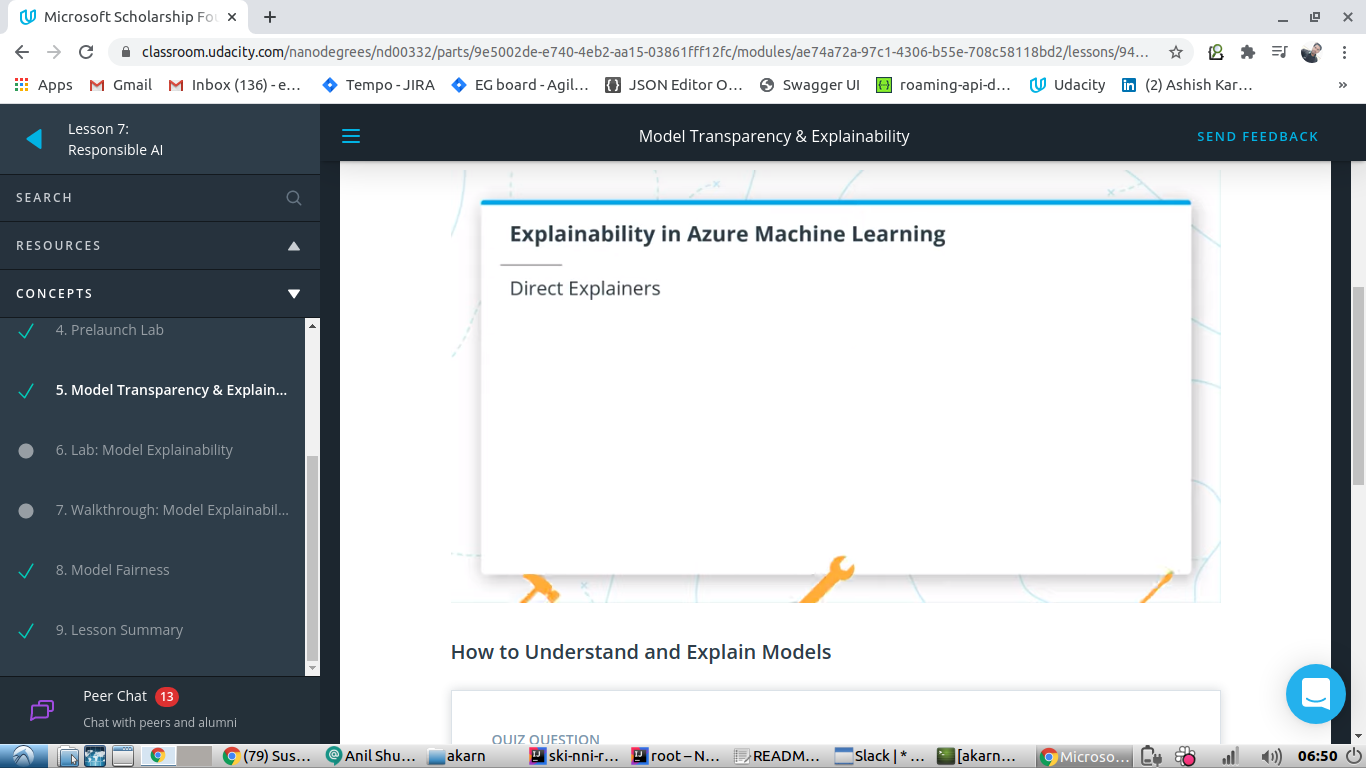 Microsoft Scholarship Fou
classroom.udacity.com/nanodegrees/nd00332/parts/9e5002de-e740-4eb2-aa15-03861fff12fc/modules/ae74a72a-97c1-4306-b55e-708c58118bd2/lessons/94...
Apps Gmail Inbox (136) - e... Tempo - JIRA EG board - Agil... JSON Editor O... Swagger UI roaming-api-d... Udacity (2) Ashish Kar... »
Lesson 7:
Responsible AI
Model Transparency & Explainability
SEND FEEDBACK
SEARCH
RESOURCES
CONCEPTS
4. Prelaunch Lab
5. Model Transparency & Explain...
6. Lab: Model Explainability
7. Walkthrough: Model Explainabil...
8. Model Fairness
9. Lesson Summary
Peer Chat 13
Chat with peers and alumni
Explainability in Azure Machine Learning
Direct Explainers
How to Understand and Explain Models
QUIZ QUESTION
(79) Sus... Anil Shu... akarn ski-nni-r... root – N... READM... Slack | * ... [akarn... Microso... 06:50